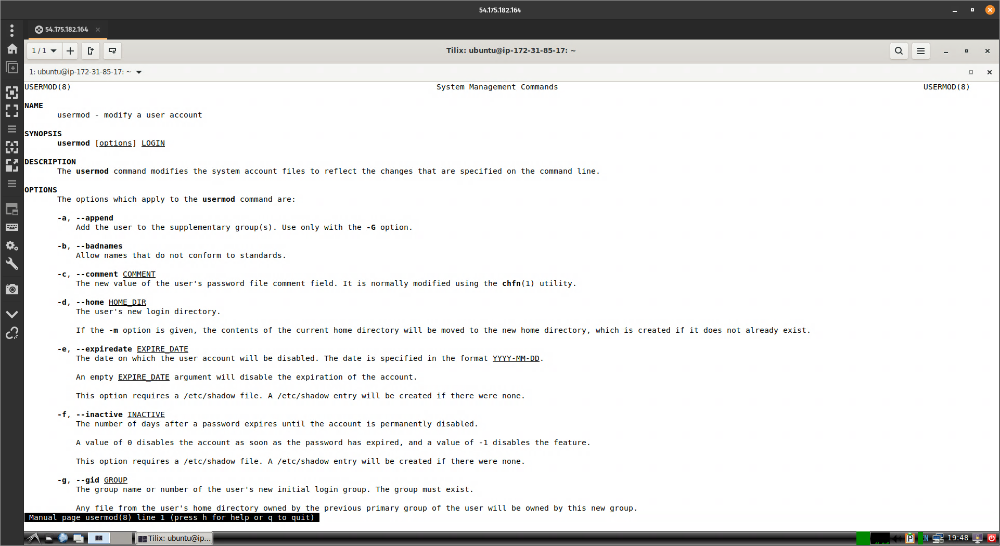 54.175.182.164
54.175.182.164
1 / 1
Tilix: ubuntu@ip-172-31-85-17: ~
1: ubuntu@ip-172-31-85-17: ~
USERMOD(8) System Management Commands USERMOD(8)
NAME
usermod - modify a user account
SYNOPSIS
usermod [options] LOGIN
DESCRIPTION
The usermod command modifies the system account files to reflect the changes that are specified on the command line.
OPTIONS
The options which apply to the usermod command are:
-a, --append
Add the user to the supplementary group(s). Use only with the -G option.
-b, --badnames
Allow names that do not conform to standards.
-c, --comment COMMENT
The new value of the user's password file comment field. It is normally modified using the chfn(1) utility.
-d, --home HOME_DIR
The user's new login directory.
If the -m option is given, the contents of the current home directory will be moved to the new home directory, which is created if it does not already exist.
-e, --expiredate EXPIRE_DATE
The date on which the user account will be disabled. The date is specified in the format YYYY-MM-DD.
An empty EXPIRE_DATE argument will disable the expiration of the account.
This option requires a /etc/shadow file. A /etc/shadow entry will be created if there were none.
-f, --inactive INACTIVE
The number of days after a password expires until the account is permanently disabled.
A value of 0 disables the account as soon as the password has expired, and a value of -1 disables the feature.
This option requires a /etc/shadow file. A /etc/shadow entry will be created if there were none.
-g, --gid GROUP
The group name or number of the user's new initial login group. The group must exist.
Any file from the user's home directory owned by the previous primary group of the user will be owned by this new group.
Manual page usermod(8) line 1 (press h for help or q to quit)
Tilix: ubuntu@ip... P 19:48